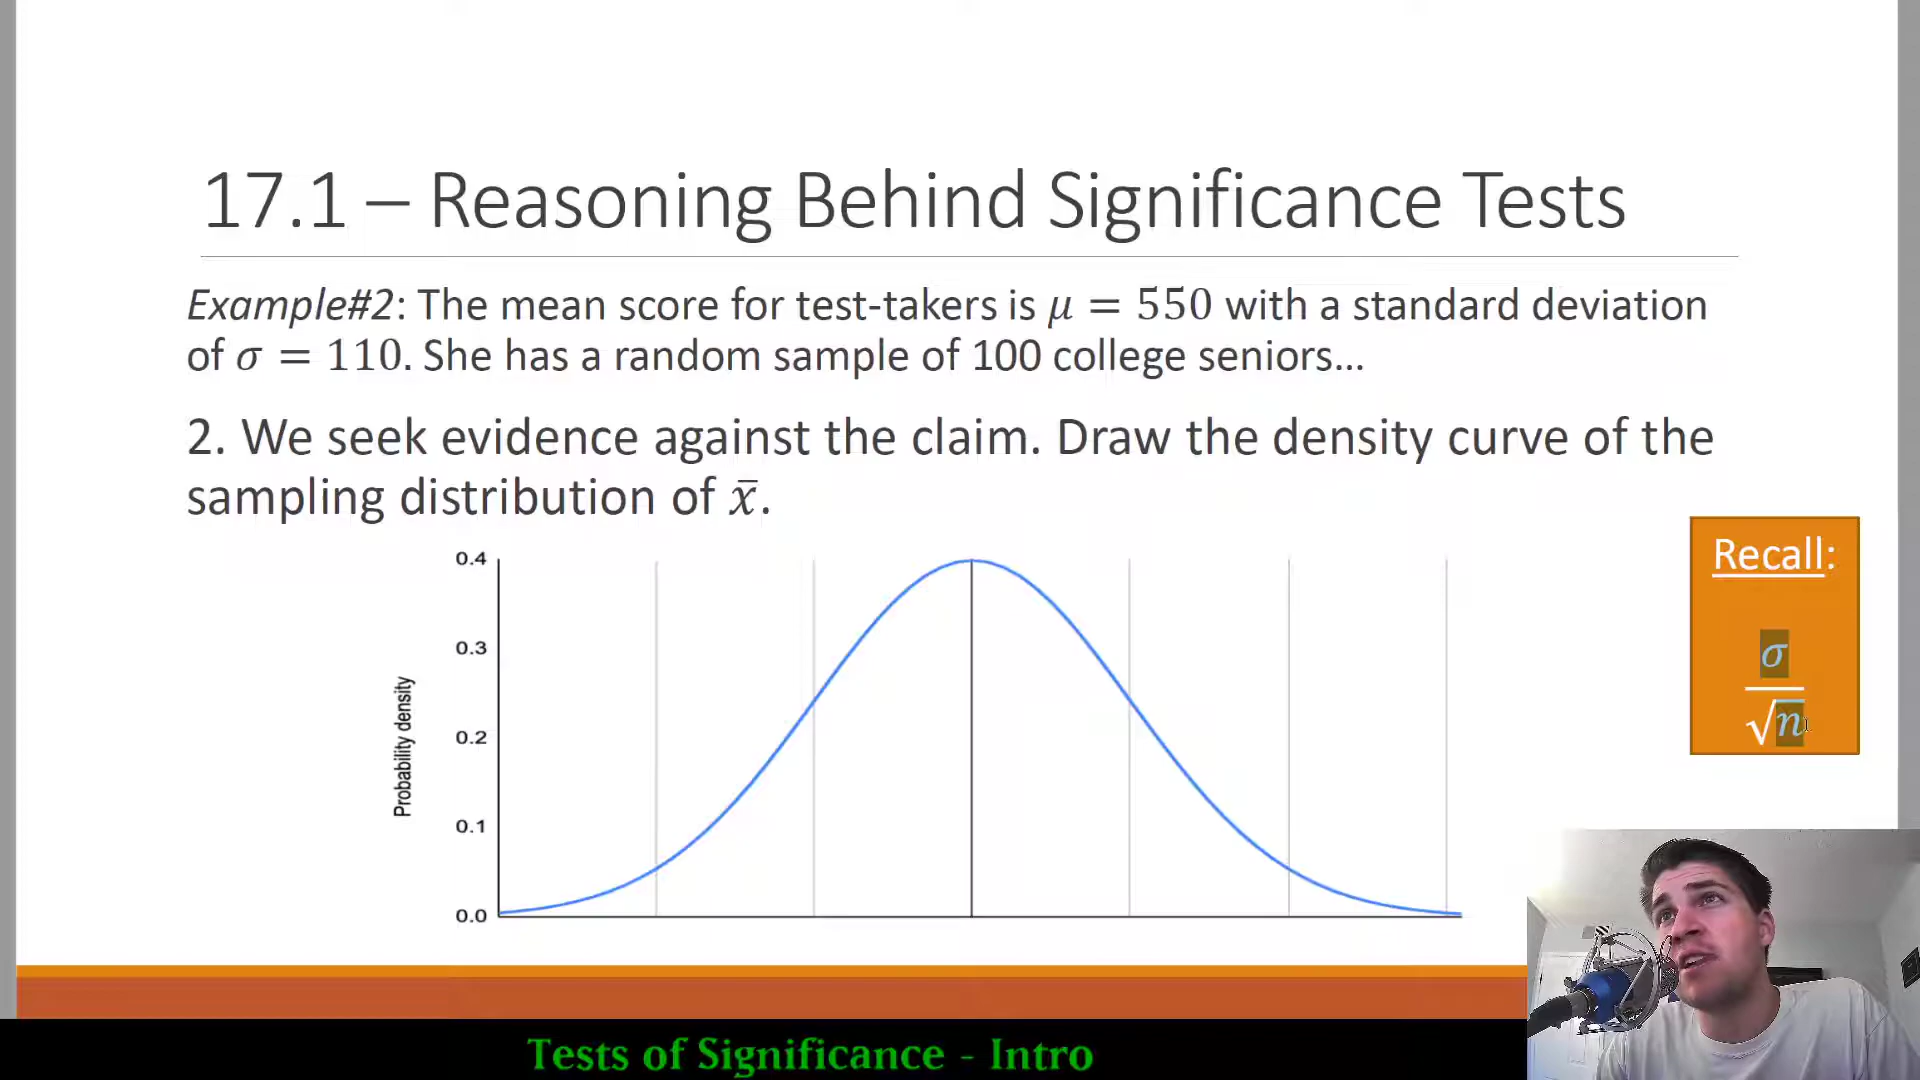 17.1 – Reasoning Behind Significance Tests
Example#2: The mean score for test-takers is μ = 550 with a standard deviation
of σ = 110. She has a random sample of 100 college seniors...
2. We seek evidence against the claim. Draw the density curve of the
sampling distribution of x̄.
Recall:
σ
√n
0.4
0.3
0.2
0.1
0.0
Probability density
Tests of Significance - Intro